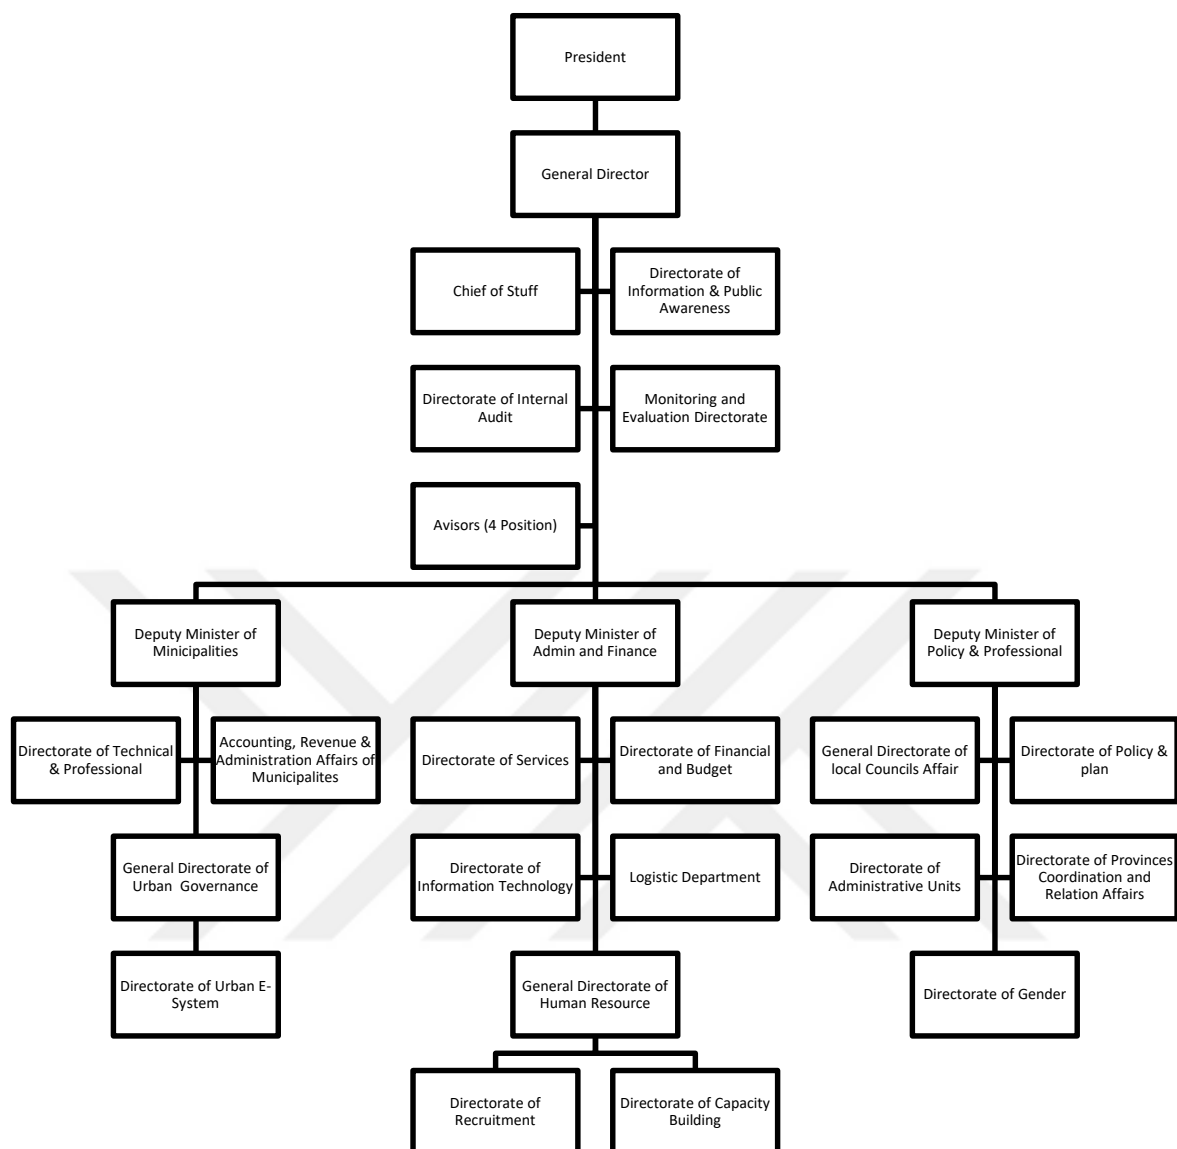 President
General Director
Chief of Stuff
Directorate of
Information & Public
Awareness
Directorate of Internal
Audit
Monitoring and
Evaluation Directorate
Avisors (4 Position)
Deputy Minister of
Minicipalities
Deputy Minister of
Admin and Finance
Deputy Minister of
Policy & Professional
Directorate of Technical
& Professional
Accounting, Revenue &
Administration Affairs of
Municipalites
Directorate of Services
Directorate of Financial
and Budget
General Directorate of
local Councils Affair
Directorate of Policy &
plan
General Directorate of
Urban Governance
Directorate of
Information Technology
Logistic Department
Directorate of
Administrative Units
Directorate of Provinces
Coordination and
Relation Affairs
Directorate of Urban E-
System
General Directorate of
Human Resource
Directorate of Gender
Directorate of
Recruitment
Directorate of Capacity
Building